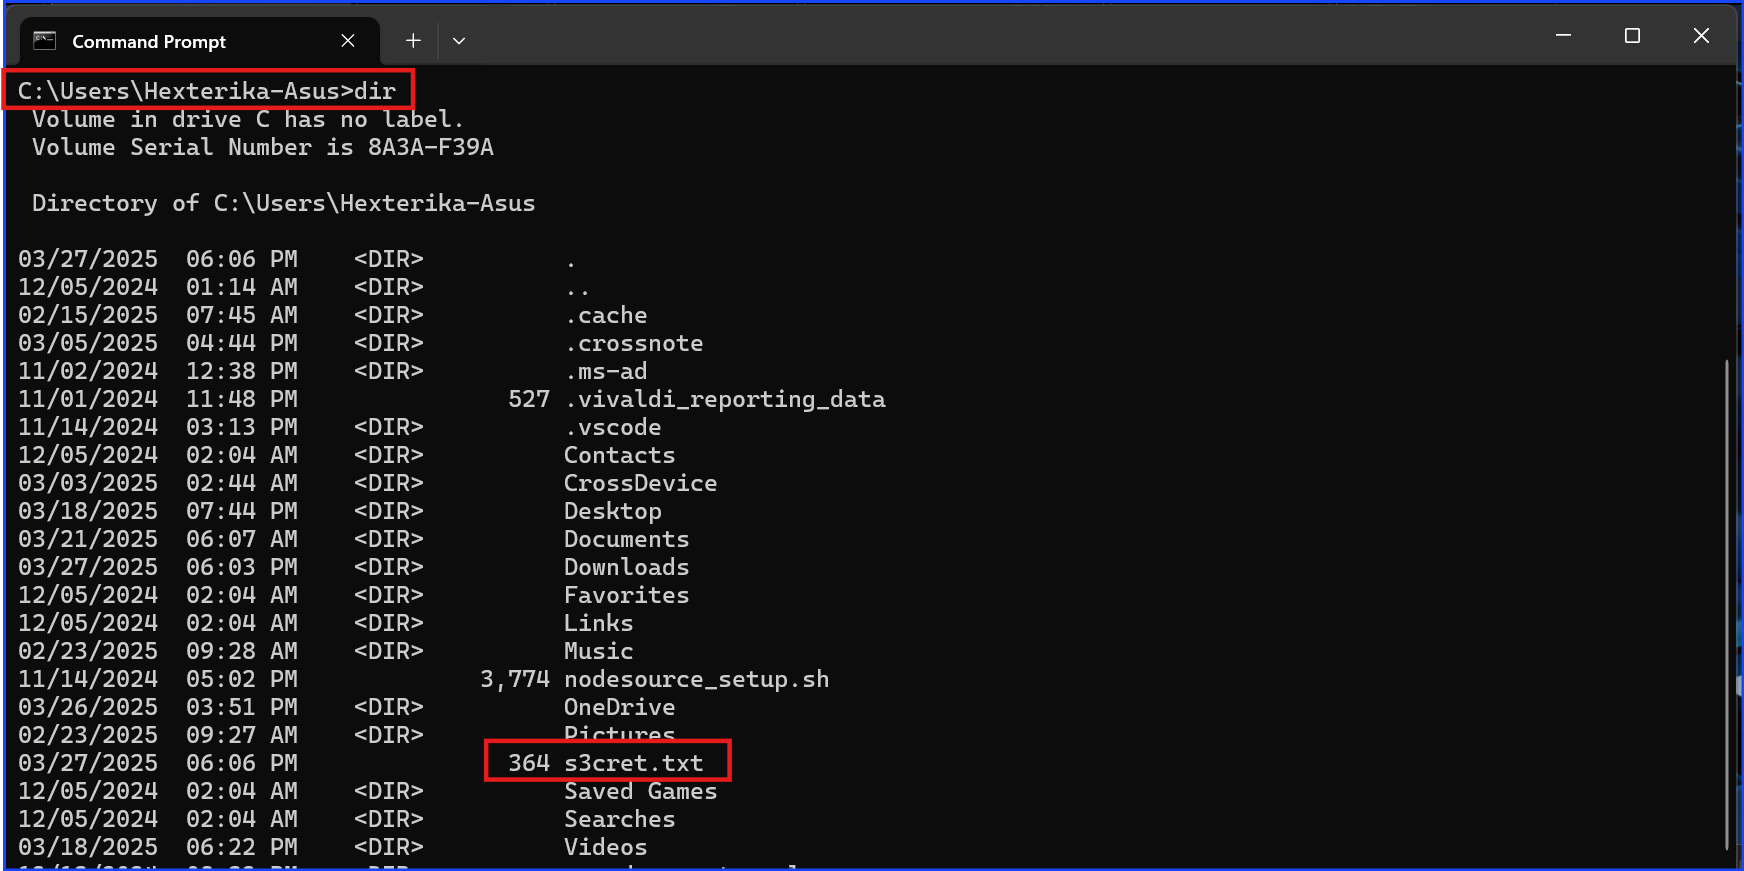 Command Prompt
C:\Users\Hexterika-Asus>dir
Volume in drive C has no label.
Volume Serial Number is 8A3A-F39A
Directory of C:\Users\Hexterika-Asus
03/27/2025  06:06 PM    <DIR>          .
12/05/2024  01:14 AM    <DIR>          ..
02/15/2025  07:45 AM    <DIR>          .cache
03/05/2025  04:44 PM    <DIR>          .crossnote
11/02/2024  12:38 PM    <DIR>          .ms-ad
11/01/2024  11:48 PM               527 .vivaldi_reporting_data
11/14/2024  03:13 PM    <DIR>          .vscode
12/05/2024  02:04 AM    <DIR>          Contacts
03/03/2025  02:44 AM    <DIR>          CrossDevice
03/18/2025  07:44 PM    <DIR>          Desktop
03/21/2025  06:07 AM    <DIR>          Documents
03/27/2025  06:03 PM    <DIR>          Downloads
12/05/2024  02:04 AM    <DIR>          Favorites
12/05/2024  02:04 AM    <DIR>          Links
02/23/2025  09:28 AM    <DIR>          Music
11/14/2024  05:02 PM             3,774 nodesource_setup.sh
03/26/2025  03:51 PM    <DIR>          OneDrive
02/23/2025  09:27 AM    <DIR>          Pictures
03/27/2025  06:06 PM               364 s3cret.txt
12/05/2024  02:04 AM    <DIR>          Saved Games
12/05/2024  02:04 AM    <DIR>          Searches
03/18/2025  06:22 PM    <DIR>          Videos